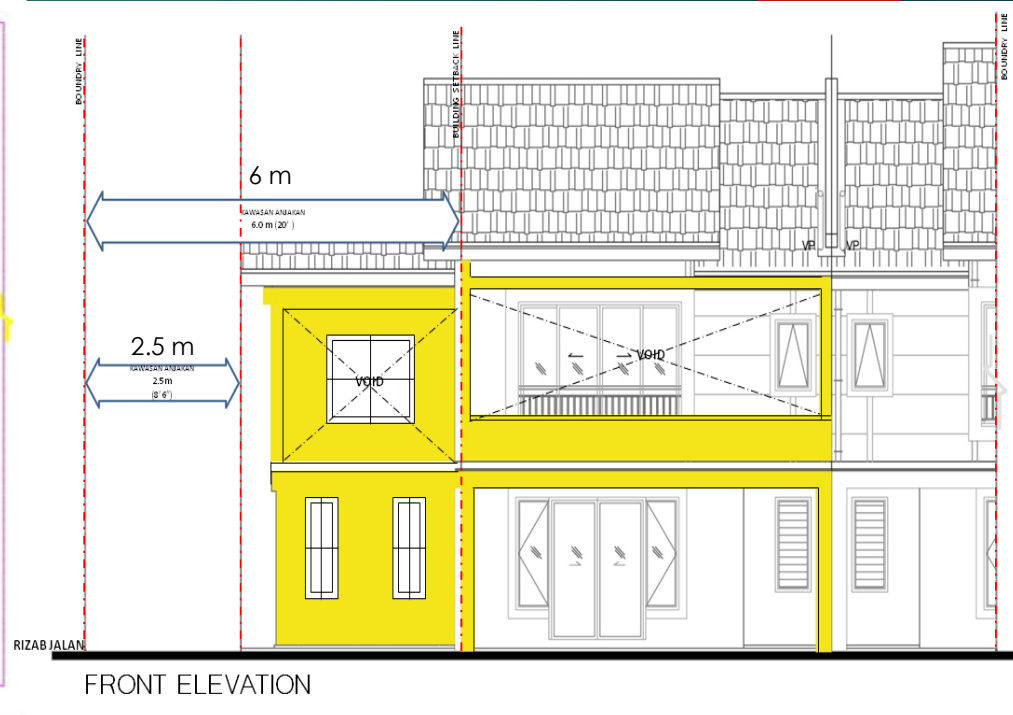 BOUNDRY LINE
BUILDING SETBACK LINE
BOUNDRY LINE
6 m
KAWASAN ANJAKAN
6.0 m (20' )
VP
VP
2.5 m
KAWASAN ANJAKAN
2.5m
(8' 6")
VOID
VOID
RIZAB JALAN
FRONT ELEVATION